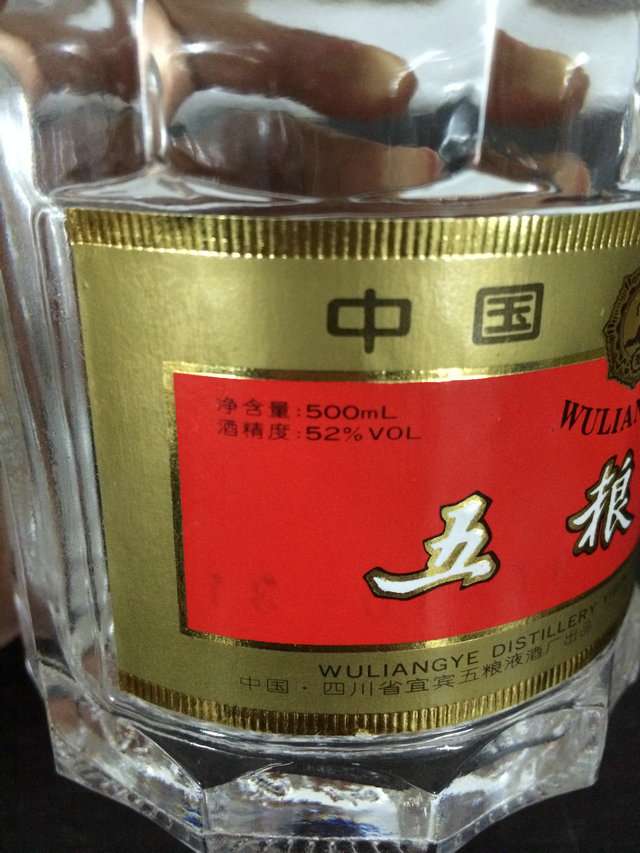 中国
净含量:500mL
酒精度:52%VOL
五粮
WULIANGYE DISTILLERY
中国·四川省宜宾五粮液酒厂出品